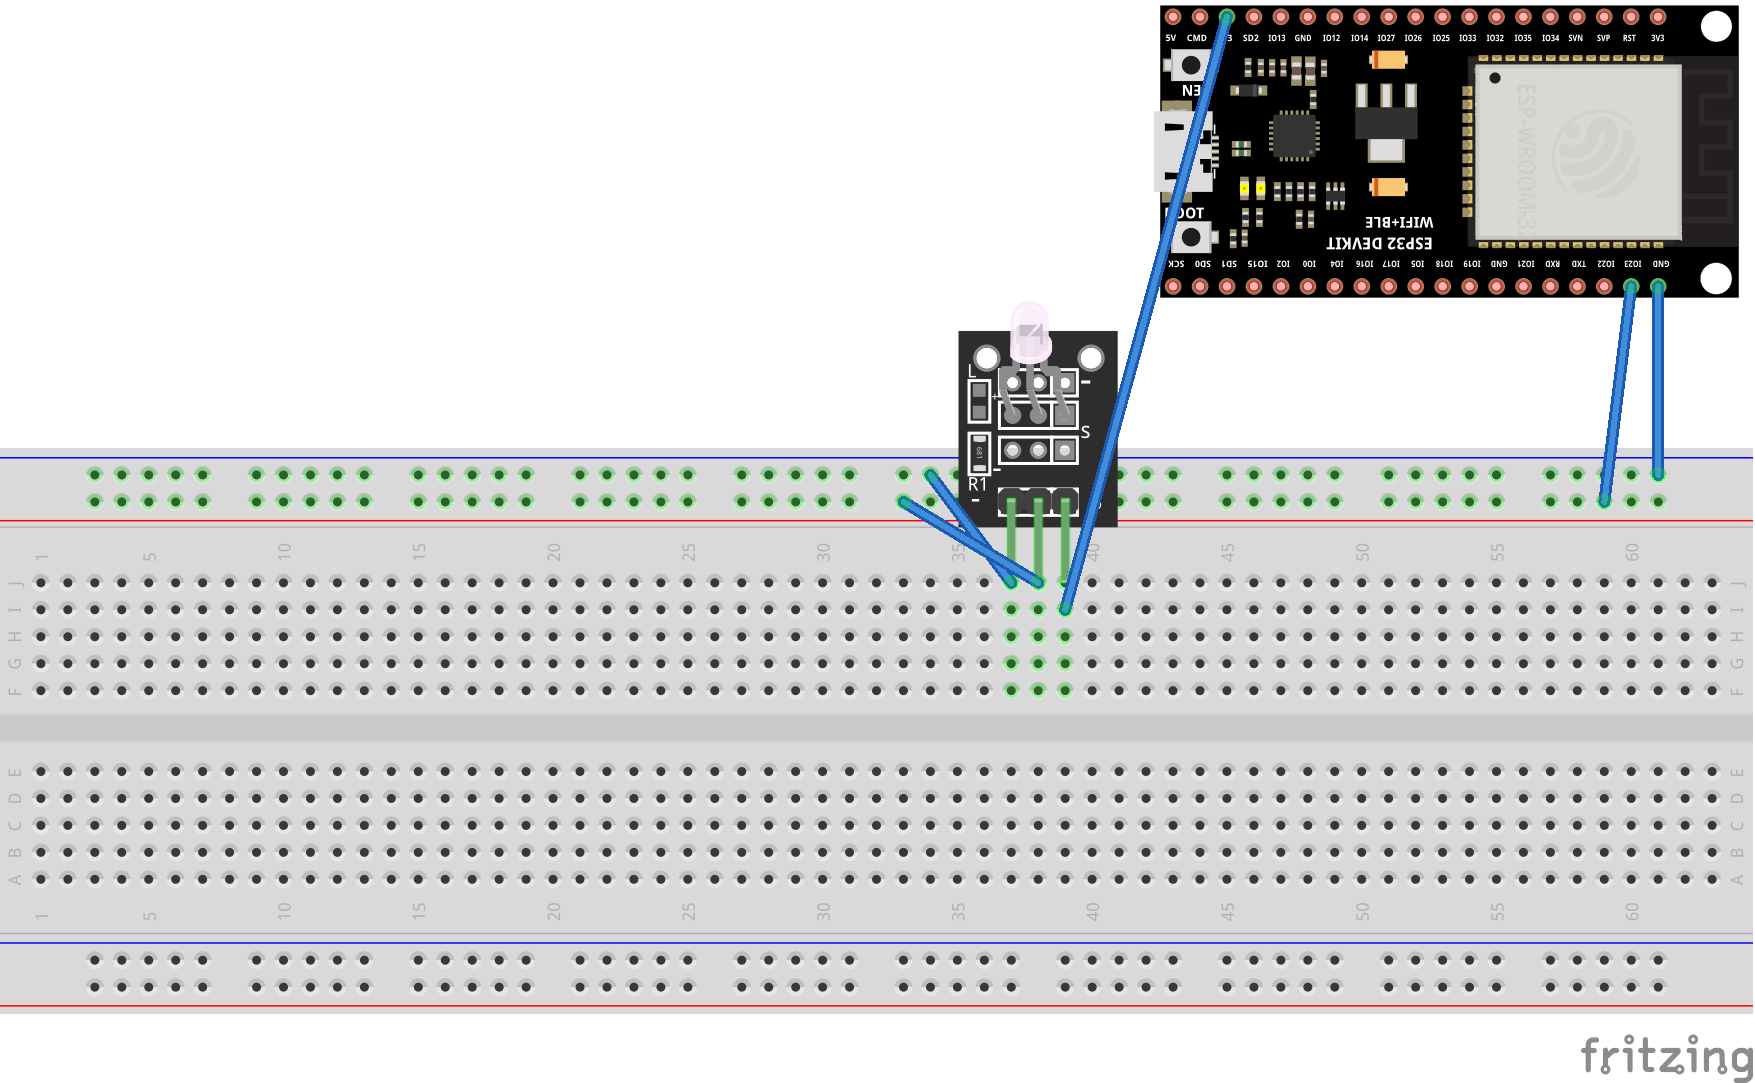 5V CMD 3 SD2 IO13 GND IO12 IO14 IO27 IO26 IO25 IO33 IO32 IO35 IO34 SVN SVP RST 3V3
EN
ESP-WROOM-32
WIFI+BLE
ESP32 DEVKIT
SCK SD0 SD1 IO15 IO2 IO0 IO4 IO16 IO17 IO5 IO18 IO19 GND IO21 RXD TXD IO22 IO23 GND
L
+
-
S
681
R1 -
-
1 5 10 15 20 25 30 35 40 45 50 55 60
J J
I I
H H
G G
F F
E E
D D
C C
B B
A A
1 5 10 15 20 25 30 35 40 45 50 55 60
fritzing